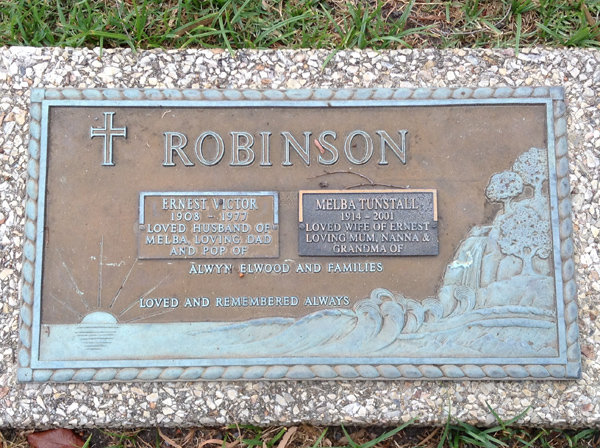 ROBINSON
ERNEST VICTOR
1908 - 1977
LOVED HUSBAND OF
MELBA, LOVING DAD
AND POP OF
MELBA TUNSTALL
1914 - 2001
LOVED WIFE OF ERNEST
LOVING MUM, NANNA &
GRANDMA OF
ALWYN ELWOOD AND FAMILIES
LOVED AND REMEMBERED ALWAYS